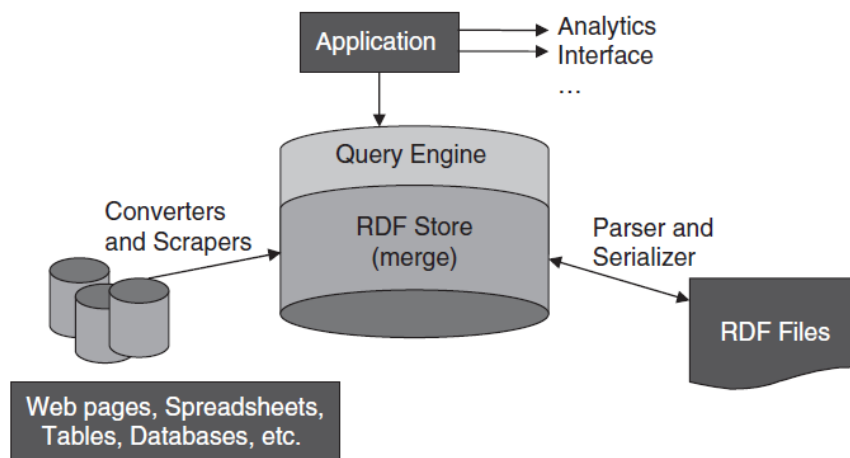 Application
Analytics
Interface
...
Query Engine
Converters
and Scrapers
RDF Store
(merge)
Parser and
Serializer
RDF Files
Web pages, Spreadsheets,
Tables, Databases, etc.